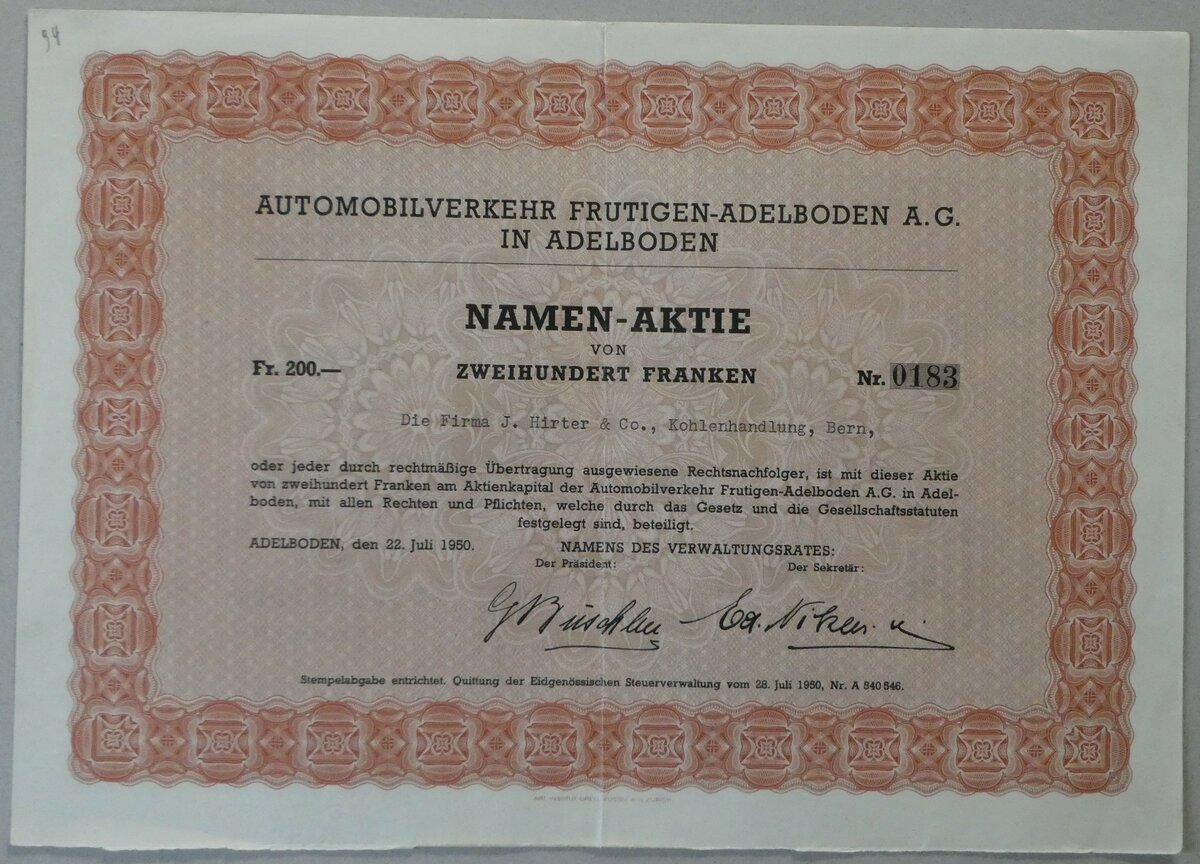 94
AUTOMOBILVERKEHR FRUTIGEN-ADELBODEN A.G.
IN ADELBODEN
NAMEN-AKTIE
VON
Fr. 200.— ZWEIHUNDERT FRANKEN Nr. 0183
Die Firma J. Hirter & Co., Kohlenhandlung, Bern,
oder jeder durch rechtmäßige Übertragung ausgewiesene Rechtsnachfolger, ist mit dieser Aktie
von zweihundert Franken am Aktienkapital der Automobilverkehr Frutigen-Adelboden A.G. in Adel-
boden, mit allen Rechten und Pflichten, welche durch das Gesetz und die Gesellschaftsstatuten
festgelegt sind, beteiligt.
ADELBODEN, den 22. Juli 1950. NAMENS DES VERWALTUNGSRATES:
Der Präsident: Der Sekretär:
Stempelabgabe entrichtet. Quittung der Eidgenössischen Steuerverwaltung vom 28. Juli 1950, Nr. A 540 546.